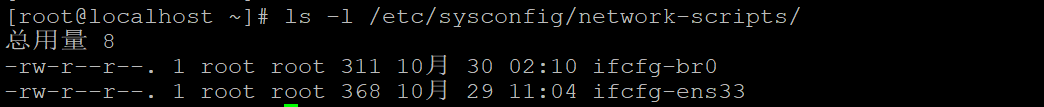 [root@localhost ~]# ls -l /etc/sysconfig/network-scripts/
总用量 8
-rw-r--r--. 1 root root 311 10月 30 02:10 ifcfg-br0
-rw-r--r--. 1 root root 368 10月 29 11:04 ifcfg-ens33